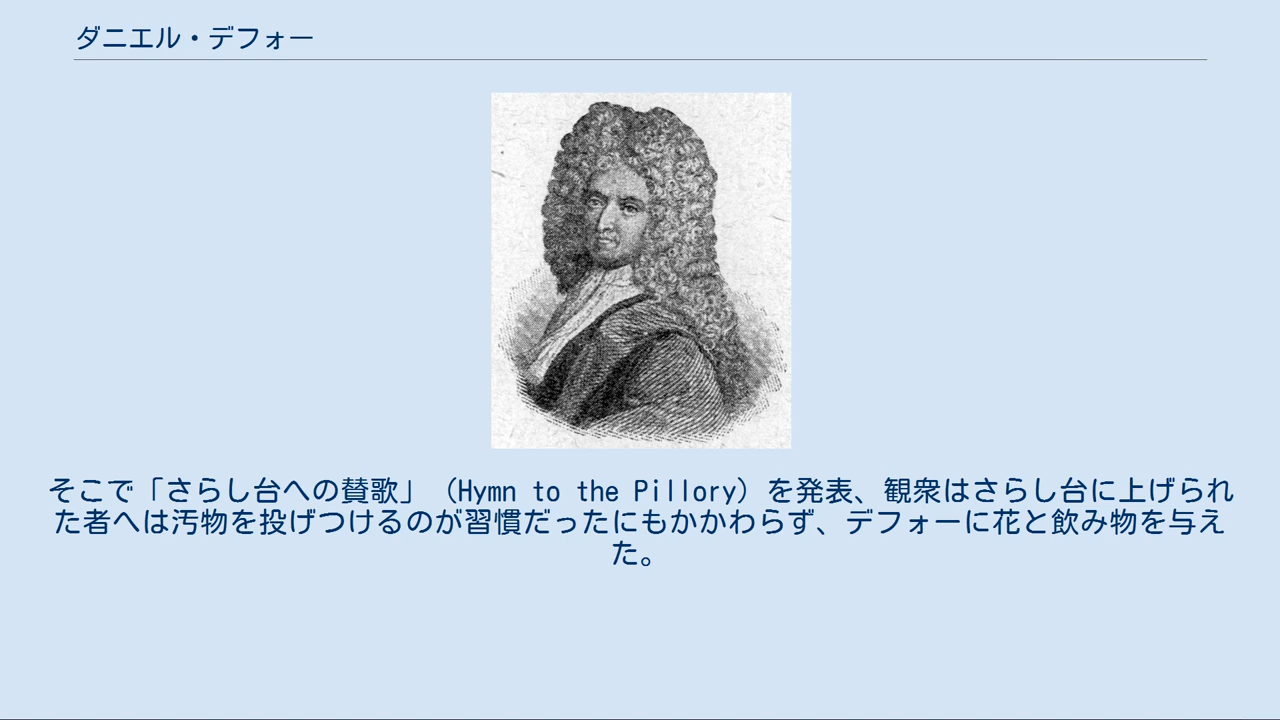 ダニエル・デフォー
そこで「さらし台への賛歌」（Hymn to the Pillory）を発表、観衆はさらし台に上げられ
た者へは汚物を投げつけるのが習慣だったにもかかわらず、デフォーに花と飲み物を与え
た。